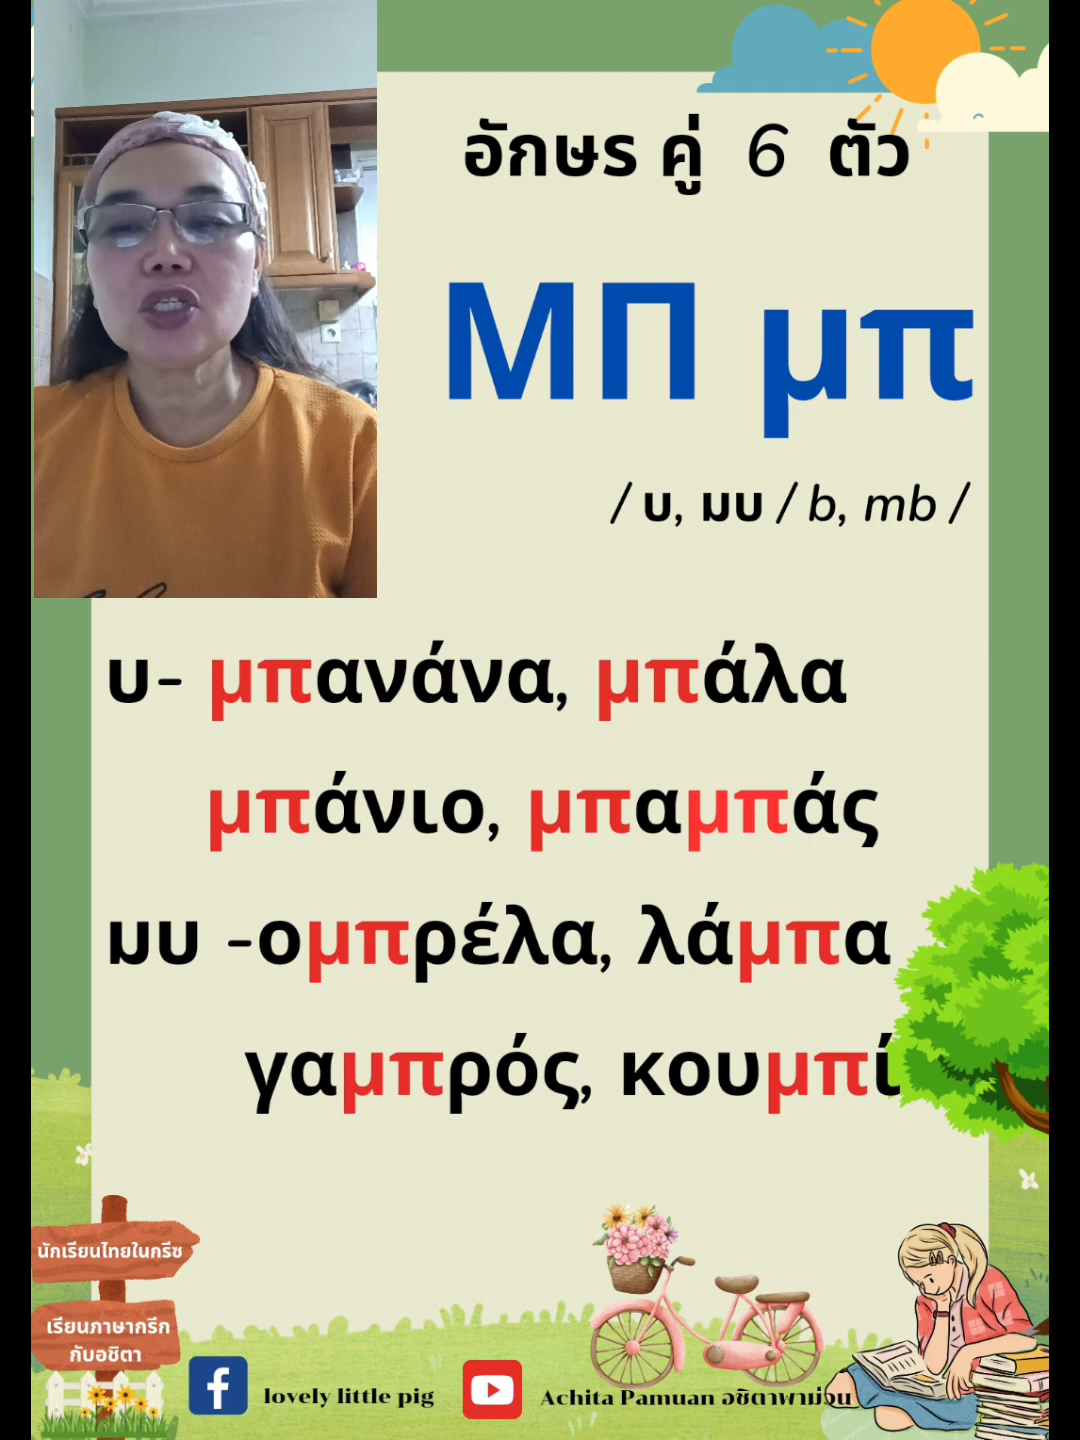 อักษร คู่ 6 ตัว
ΜΠ μπ
/ บ, มบ / b, mb /
บ- μπανάνα, μπάλα
μπάνιο, μπαμπάς
มบ -ομπρέλα, λάμπα
γαμπρός, κουμπί
นักเรียนไทยในกรีซ
เรียนภาษากรีก
กับอชิตา
lovely little pig
Achita Pamuan อชิตาพาม่วน